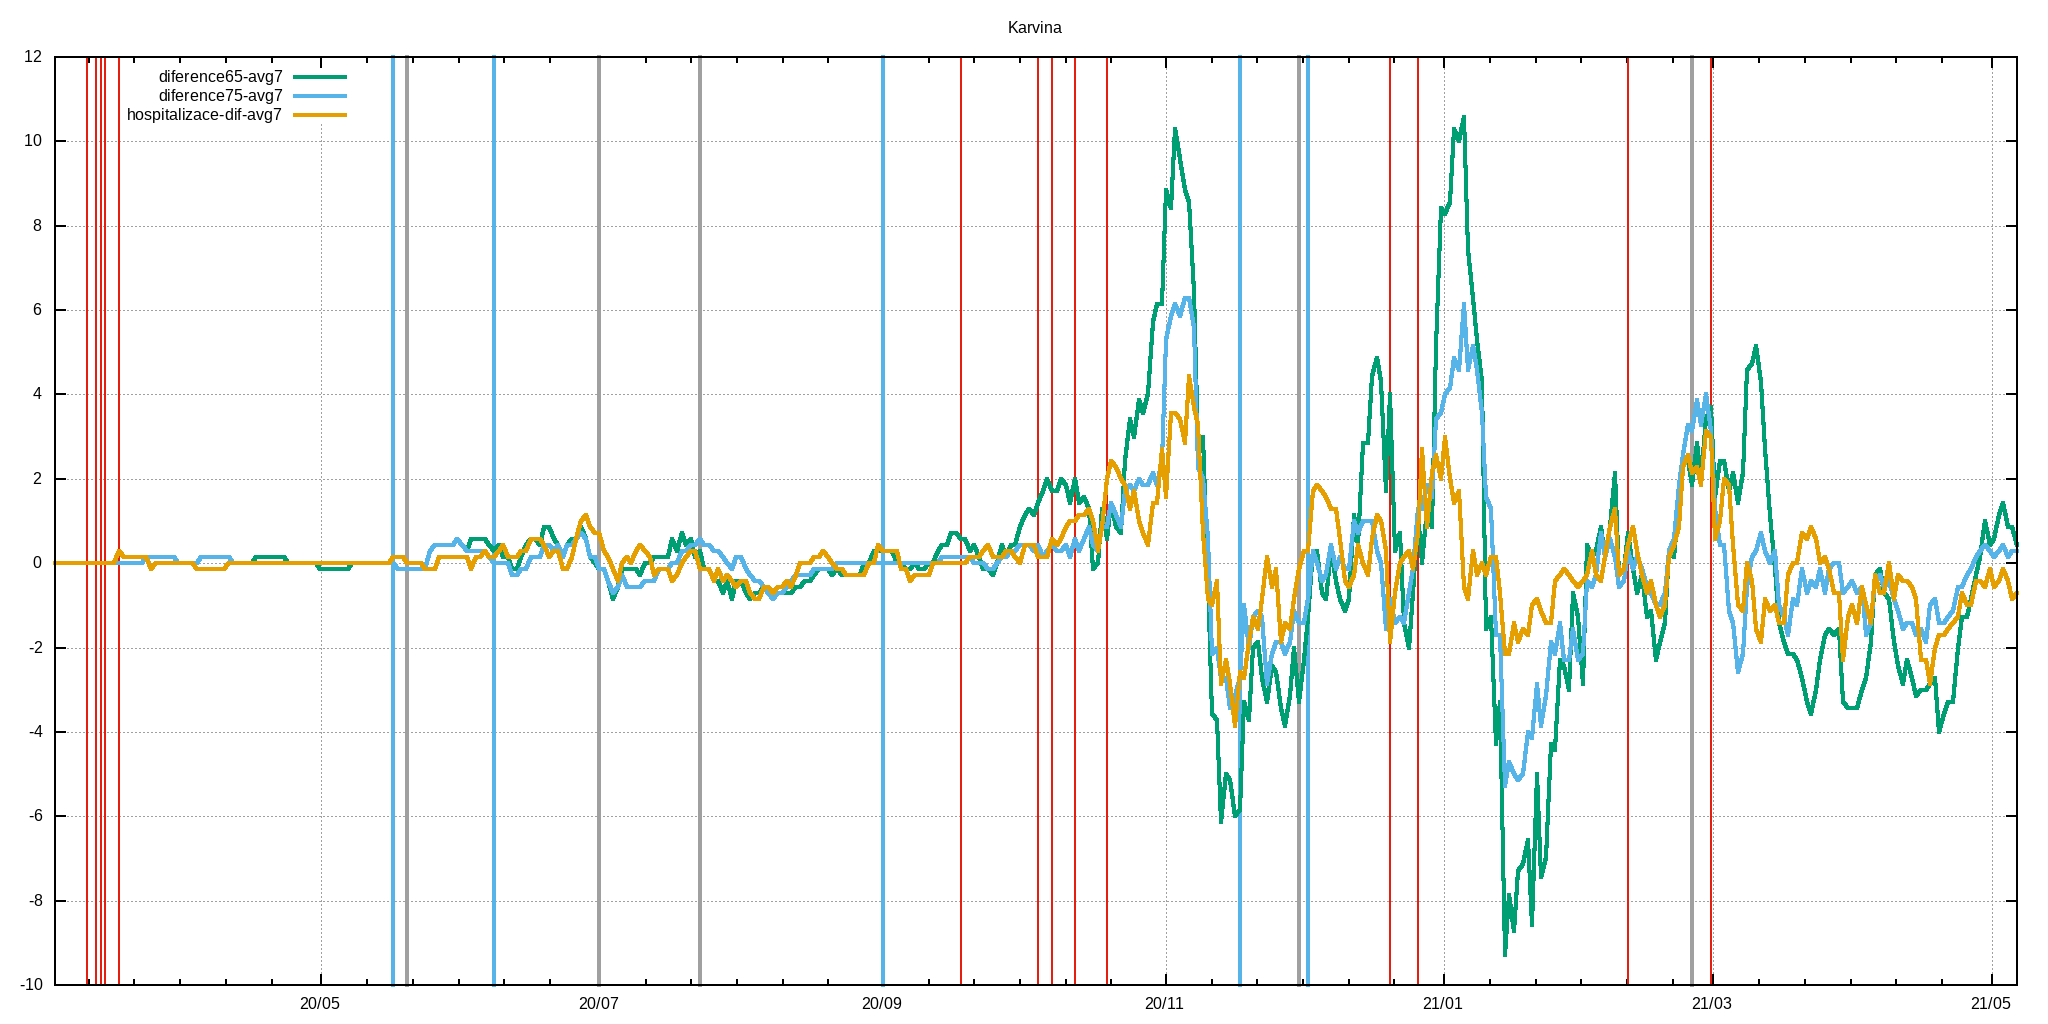 Karvina
12
diference65-avg7
diference75-avg7
hospitalizace-dif-avg7
10
8
6
4
2
0
-2
-4
-6
-8
-10
20/05 20/07 20/09 20/11 21/01 21/03 21/05